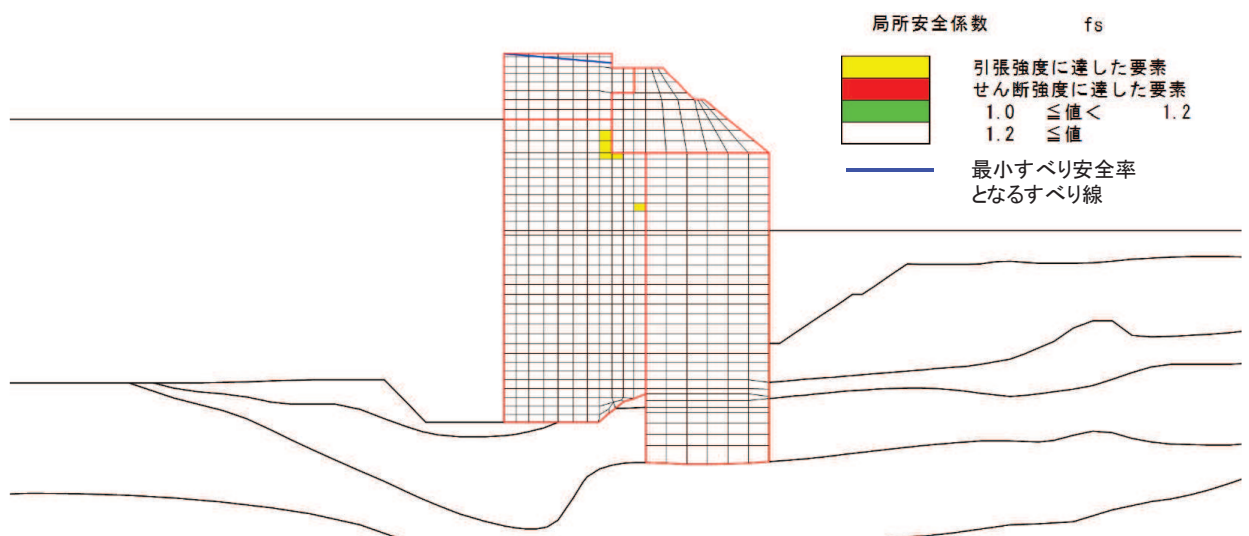 局所安全係数 fs
引張強度に達した要素
せん断強度に達した要素
1.0 ≦値< 1.2
1.2 ≦値
最小すべり安全率
となるすべり線